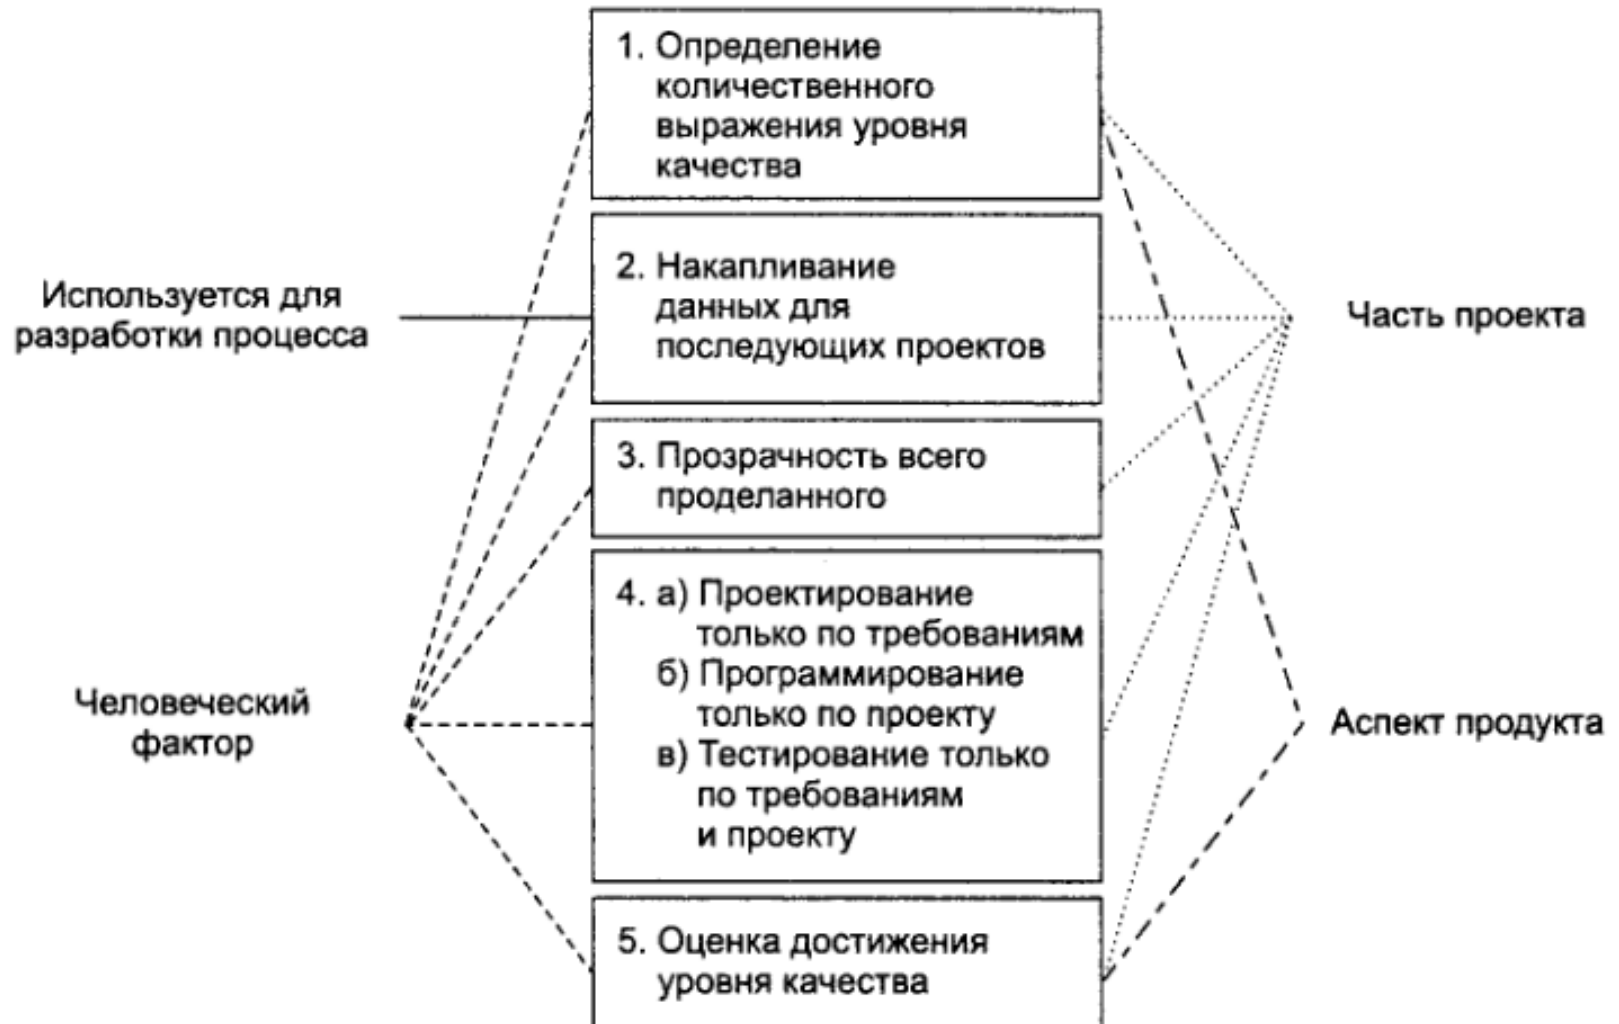 1. Определение
количественного
выражения уровня
качества
2. Накапливание
данных для
последующих проектов
Используется для
разработки процесса
Часть проекта
3. Прозрачность всего
проделанного
4. а) Проектирование
только по требованиям
б) Программирование
только по проекту
в) Тестирование только
по требованиям
и проекту
Человеческий
фактор
Аспект продукта
5. Оценка достижения
уровня качества